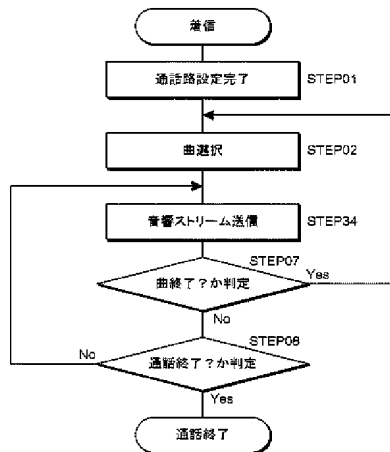 着信
通話路設定完了 STEP01
曲選択 STEP02
音響ストリーム送信 STEP34
STEP07
曲終了？か判定 Yes
No
STEP08
No 通話終了？か判定
Yes
通話終了